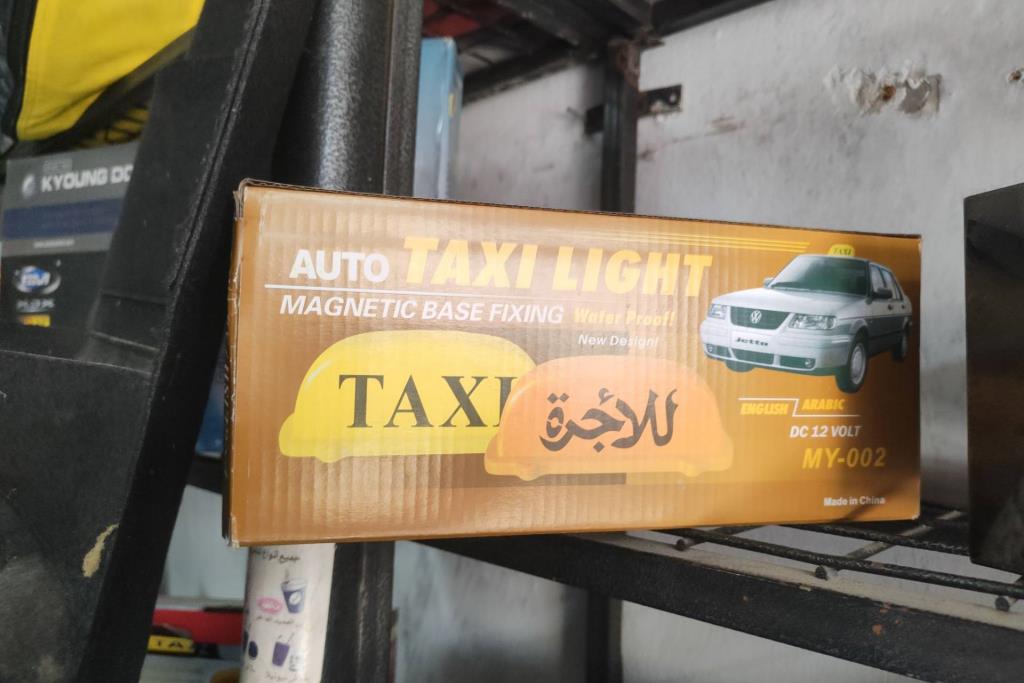 KYOUNG DO
AUTO TAXI LIGHT
MAGNETIC BASE FIXING Water Proof!
New Design!
TAXI
للأجرة
TAXI
Jetta
ENGLISH ARABIC
DC 12 VOLT
MY-002
Made in China